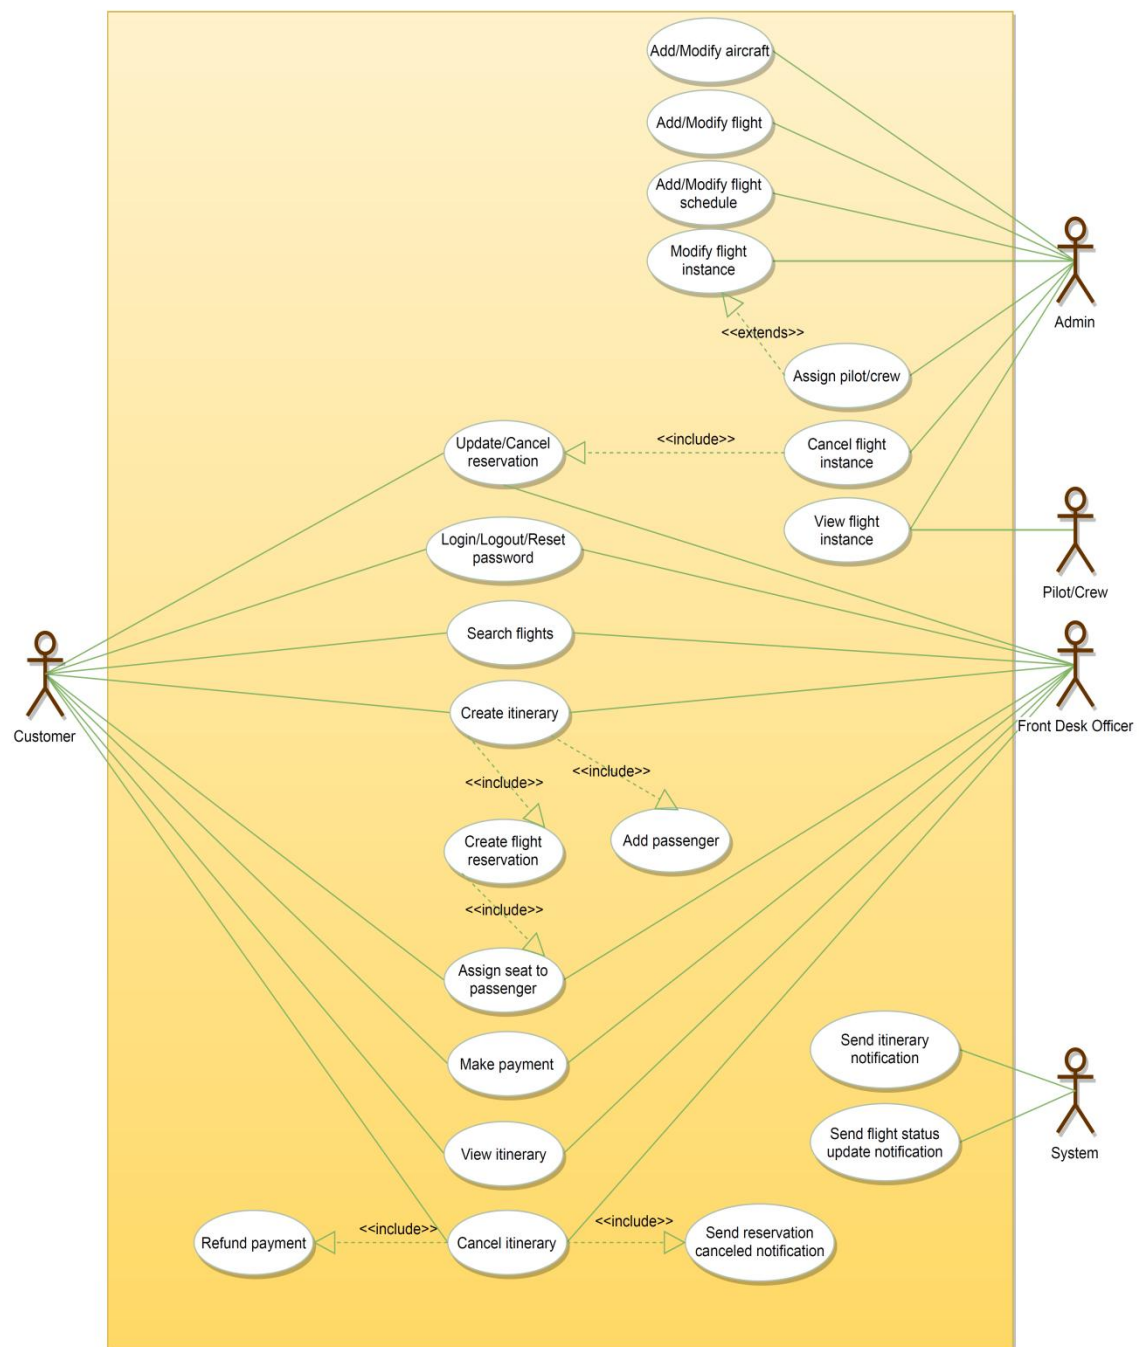 Add/Modify aircraft
Add/Modify flight
Add/Modify flight
schedule
Modify flight
instance
Admin
<<extends>>
Assign pilot/crew
Update/Cancel
reservation
<<include>>
Cancel flight
instance
View flight
instance
Login/Logout/Reset
password
Pilot/Crew
Search flights
Customer
Create itinerary
Front Desk Officer
<<include>>
<<include>>
Create flight
reservation
Add passenger
<<include>>
Assign seat to
passenger
Send itinerary
notification
Make payment
Send flight status
update notification
System
View itinerary
Refund payment
<<include>>
Cancel itinerary
<<include>>
Send reservation
canceled notification